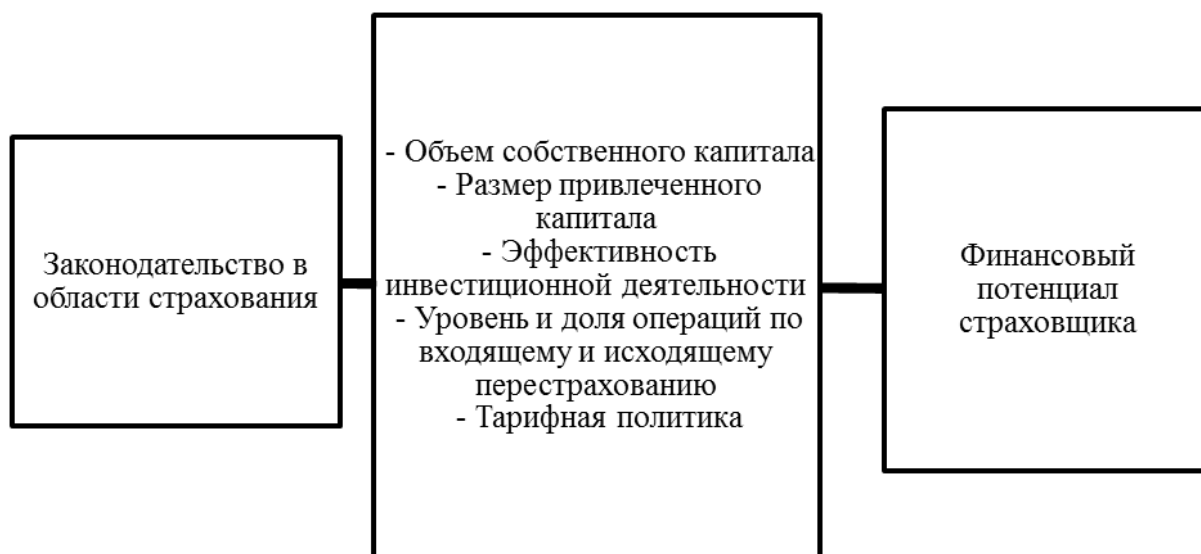 Законодательство в
области страхования
- Объем собственного капитала
- Размер привлеченного
капитала
- Эффективность
инвестиционной деятельности
- Уровень и доля операций по
входящему и исходящему
перестрахованию
- Тарифная политика
Финансовый
потенциал
страховщика